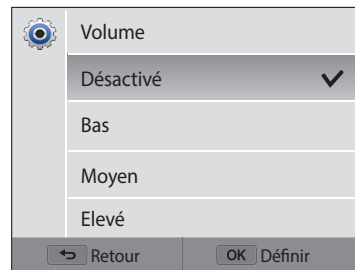 Volume
Désactivé
Bas
Moyen
Elevé
Retour OK Définir